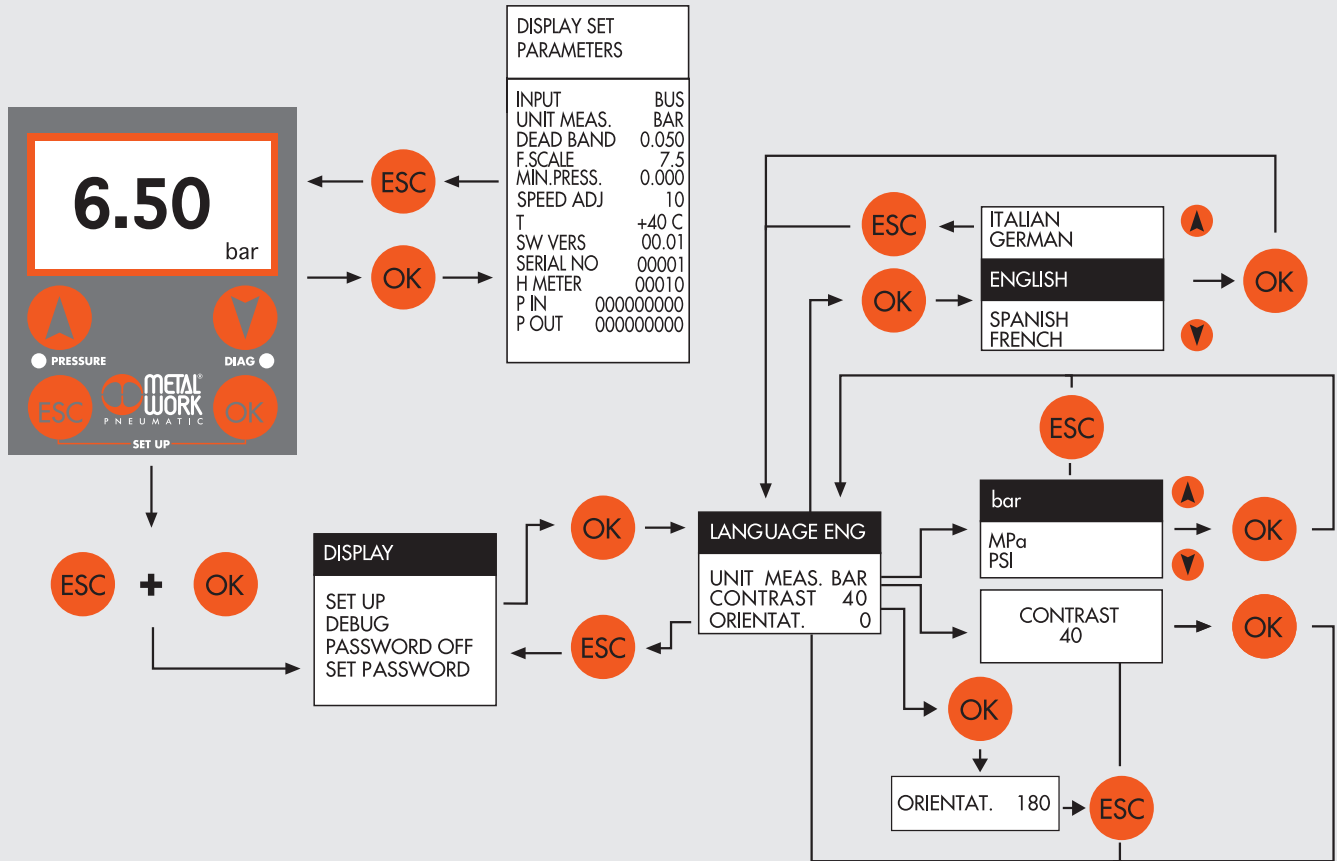 DISPLAY SET
PARAMETERS
INPUT BUS
UNIT MEAS. BAR
DEAD BAND 0.050
F.SCALE 7.5
MIN.PRESS. 0.000
SPEED ADJ 10
T +40 C
SW VERS 00.01
SERIAL NO 00001
H METER 00010
P IN 000000000
P OUT 000000000
6.50
bar
PRESSURE
DIAG
ESC
METAL®
WORK
PNEUMATIC
OK
SET UP
ESC
OK
ESC
OK
ITALIAN
GERMAN
ENGLISH
SPANISH
FRENCH
OK
ESC
bar
MPa
PSI
OK
CONTRAST
40
OK
ESC + OK
DISPLAY
SET UP
DEBUG
PASSWORD OFF
SET PASSWORD
OK
ESC
LANGUAGE ENG
UNIT MEAS. BAR
CONTRAST 40
ORIENTAT. 0
OK
ORIENTAT. 180
ESC